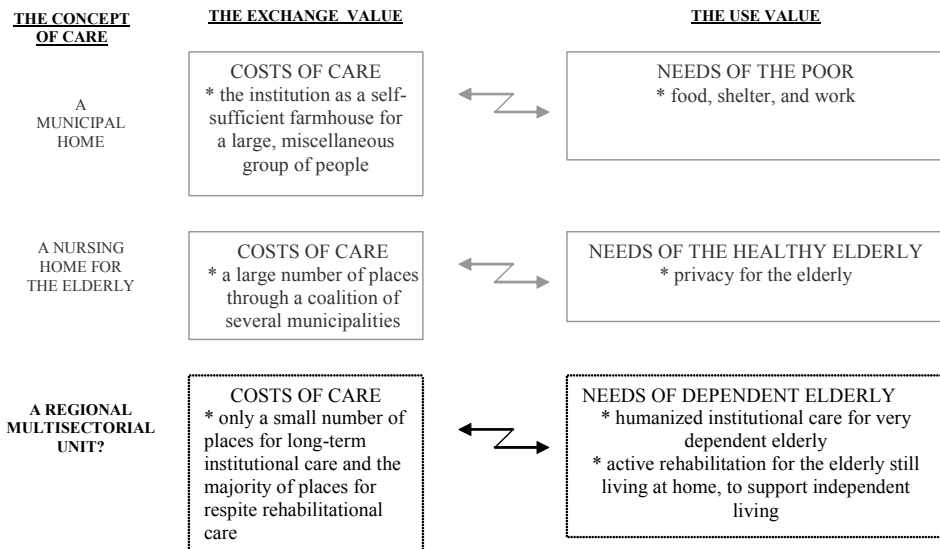 THE CONCEPT
OF CARE
THE EXCHANGE VALUE
THE USE VALUE
A
MUNICIPAL
HOME
COSTS OF CARE
* the institution as a self-
sufficient farmhouse for
a large, miscellaneous
group of people
NEEDS OF THE POOR
* food, shelter, and work
A NURSING
HOME FOR
THE ELDERLY
COSTS OF CARE
* a large number of places
through a coalition of
several municipalities
NEEDS OF THE HEALTHY ELDERLY
* privacy for the elderly
A REGIONAL
MULTISECTORIAL
UNIT?
COSTS OF CARE
* only a small number of
places for long-term
institutional care and the
majority of places for
respite rehabilitational
care
NEEDS OF DEPENDENT ELDERLY
* humanized institutional care for very
dependent elderly
* active rehabilitation for the elderly still
living at home, to support independent
living